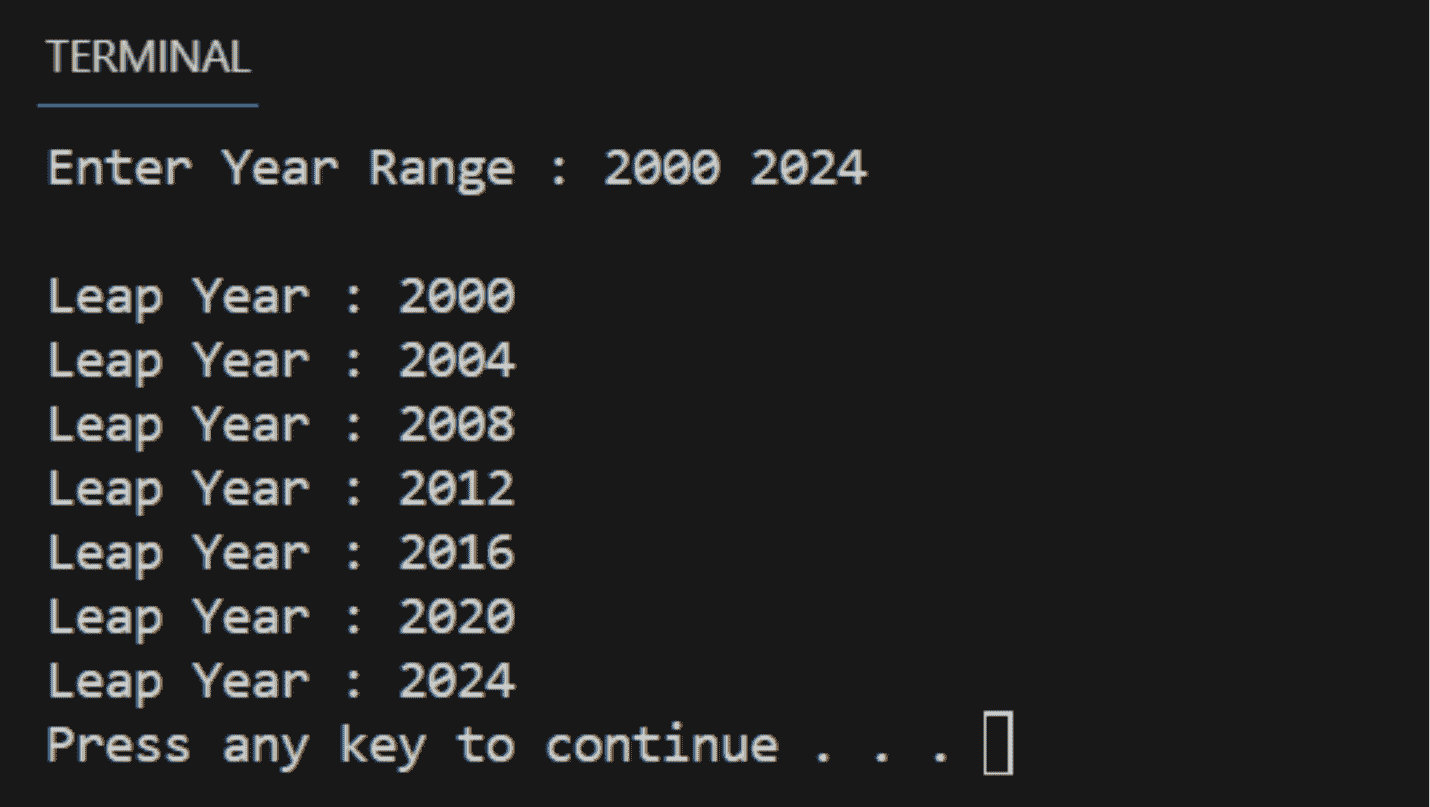 TERMINAL
Enter Year Range : 2000 2024
Leap Year : 2000
Leap Year : 2004
Leap Year : 2008
Leap Year : 2012
Leap Year : 2016
Leap Year : 2020
Leap Year : 2024
Press any key to continue . . .